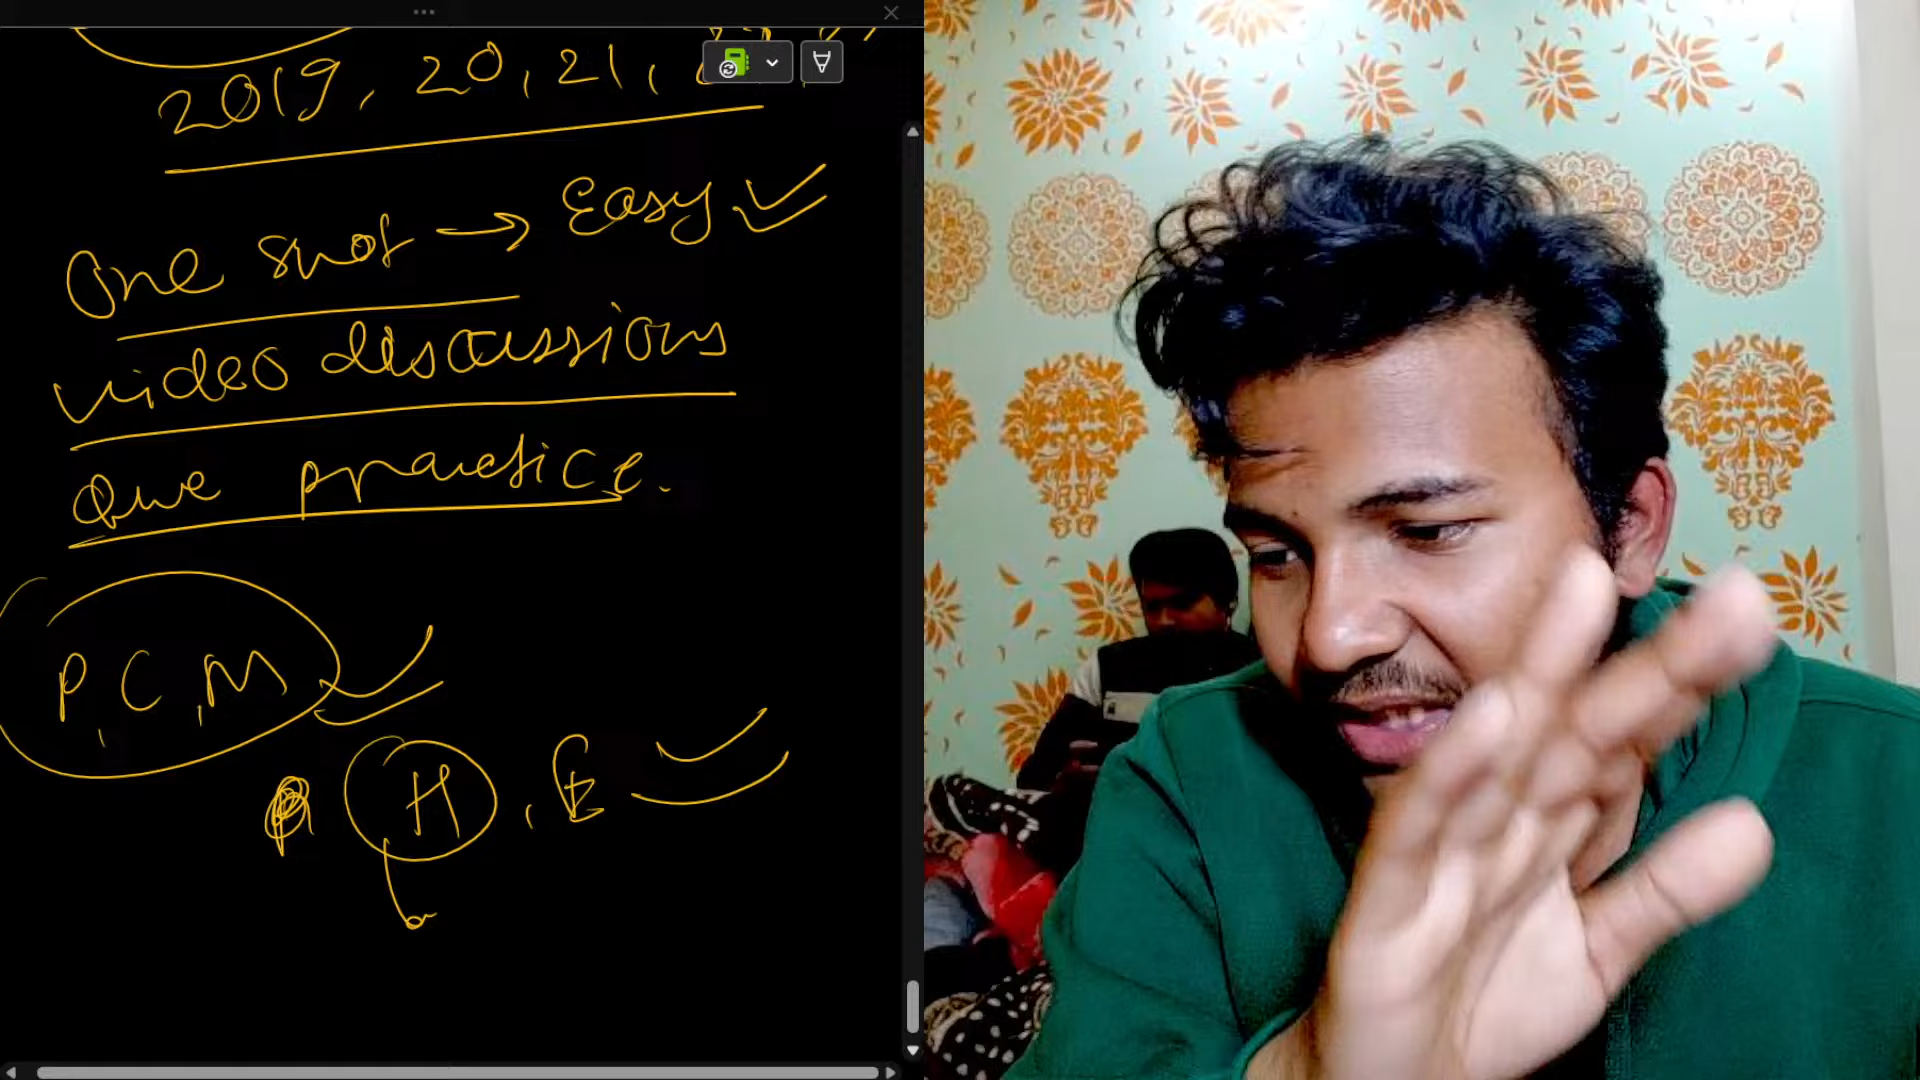 2019, 20, 21,
One shot → Easy
video discussions
Que practice.
P, C, M
H, E